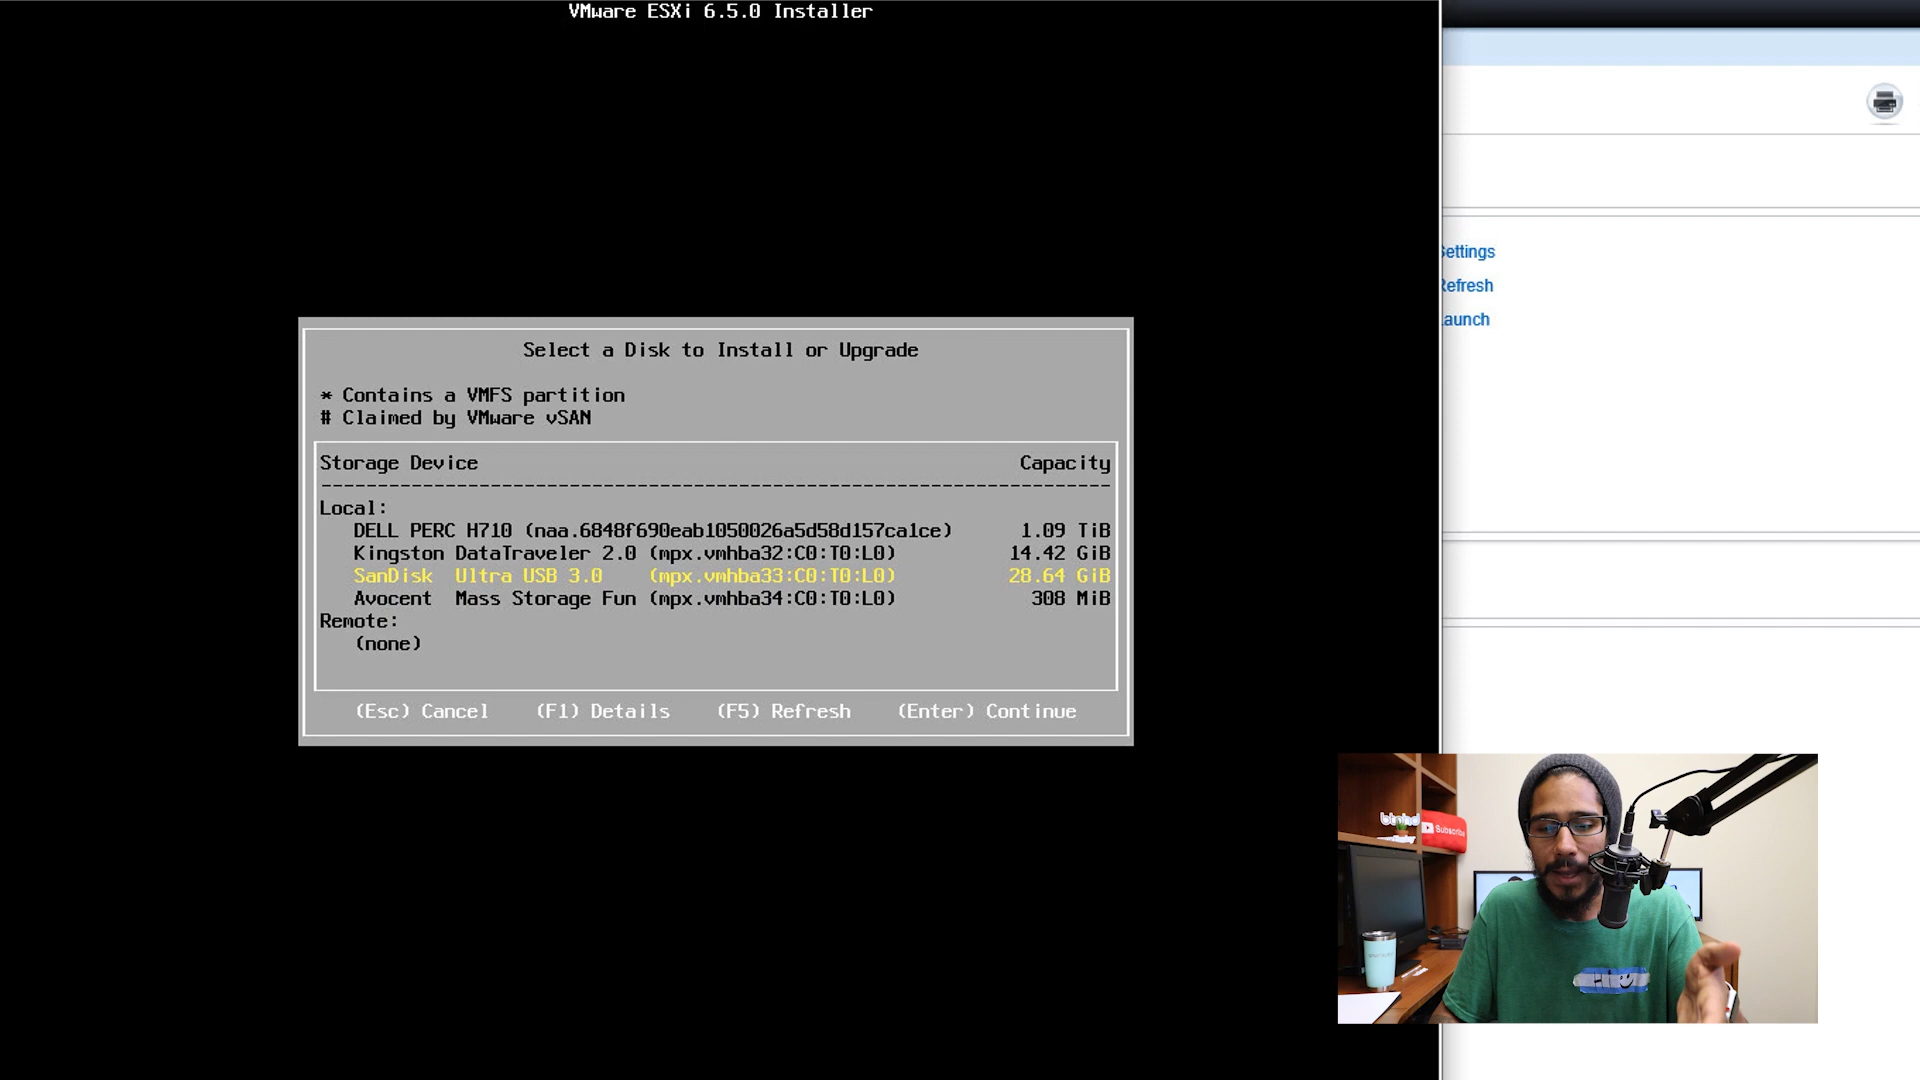 VMware ESXi 6.5.0 Installer
Settings
Refresh
Launch
Select a Disk to Install or Upgrade
* Contains a VMFS partition
# Claimed by VMware vSAN
Storage Device Capacity
Local:
DELL PERC H710 (naa.6848f690eab1050026a5d58d157ca1ce) 1.09 TiB
Kingston DataTraveler 2.0 (mpx.vmhba32:C0:T0:L0) 14.42 GiB
SanDisk Ultra USB 3.0 (mpx.vmhba33:C0:T0:L0) 28.64 GiB
Avocent Mass Storage Fun (mpx.vmhba34:C0:T0:L0) 308 MiB
Remote:
(none)
(Esc) Cancel (F1) Details (F5) Refresh (Enter) Continue
Subscribe